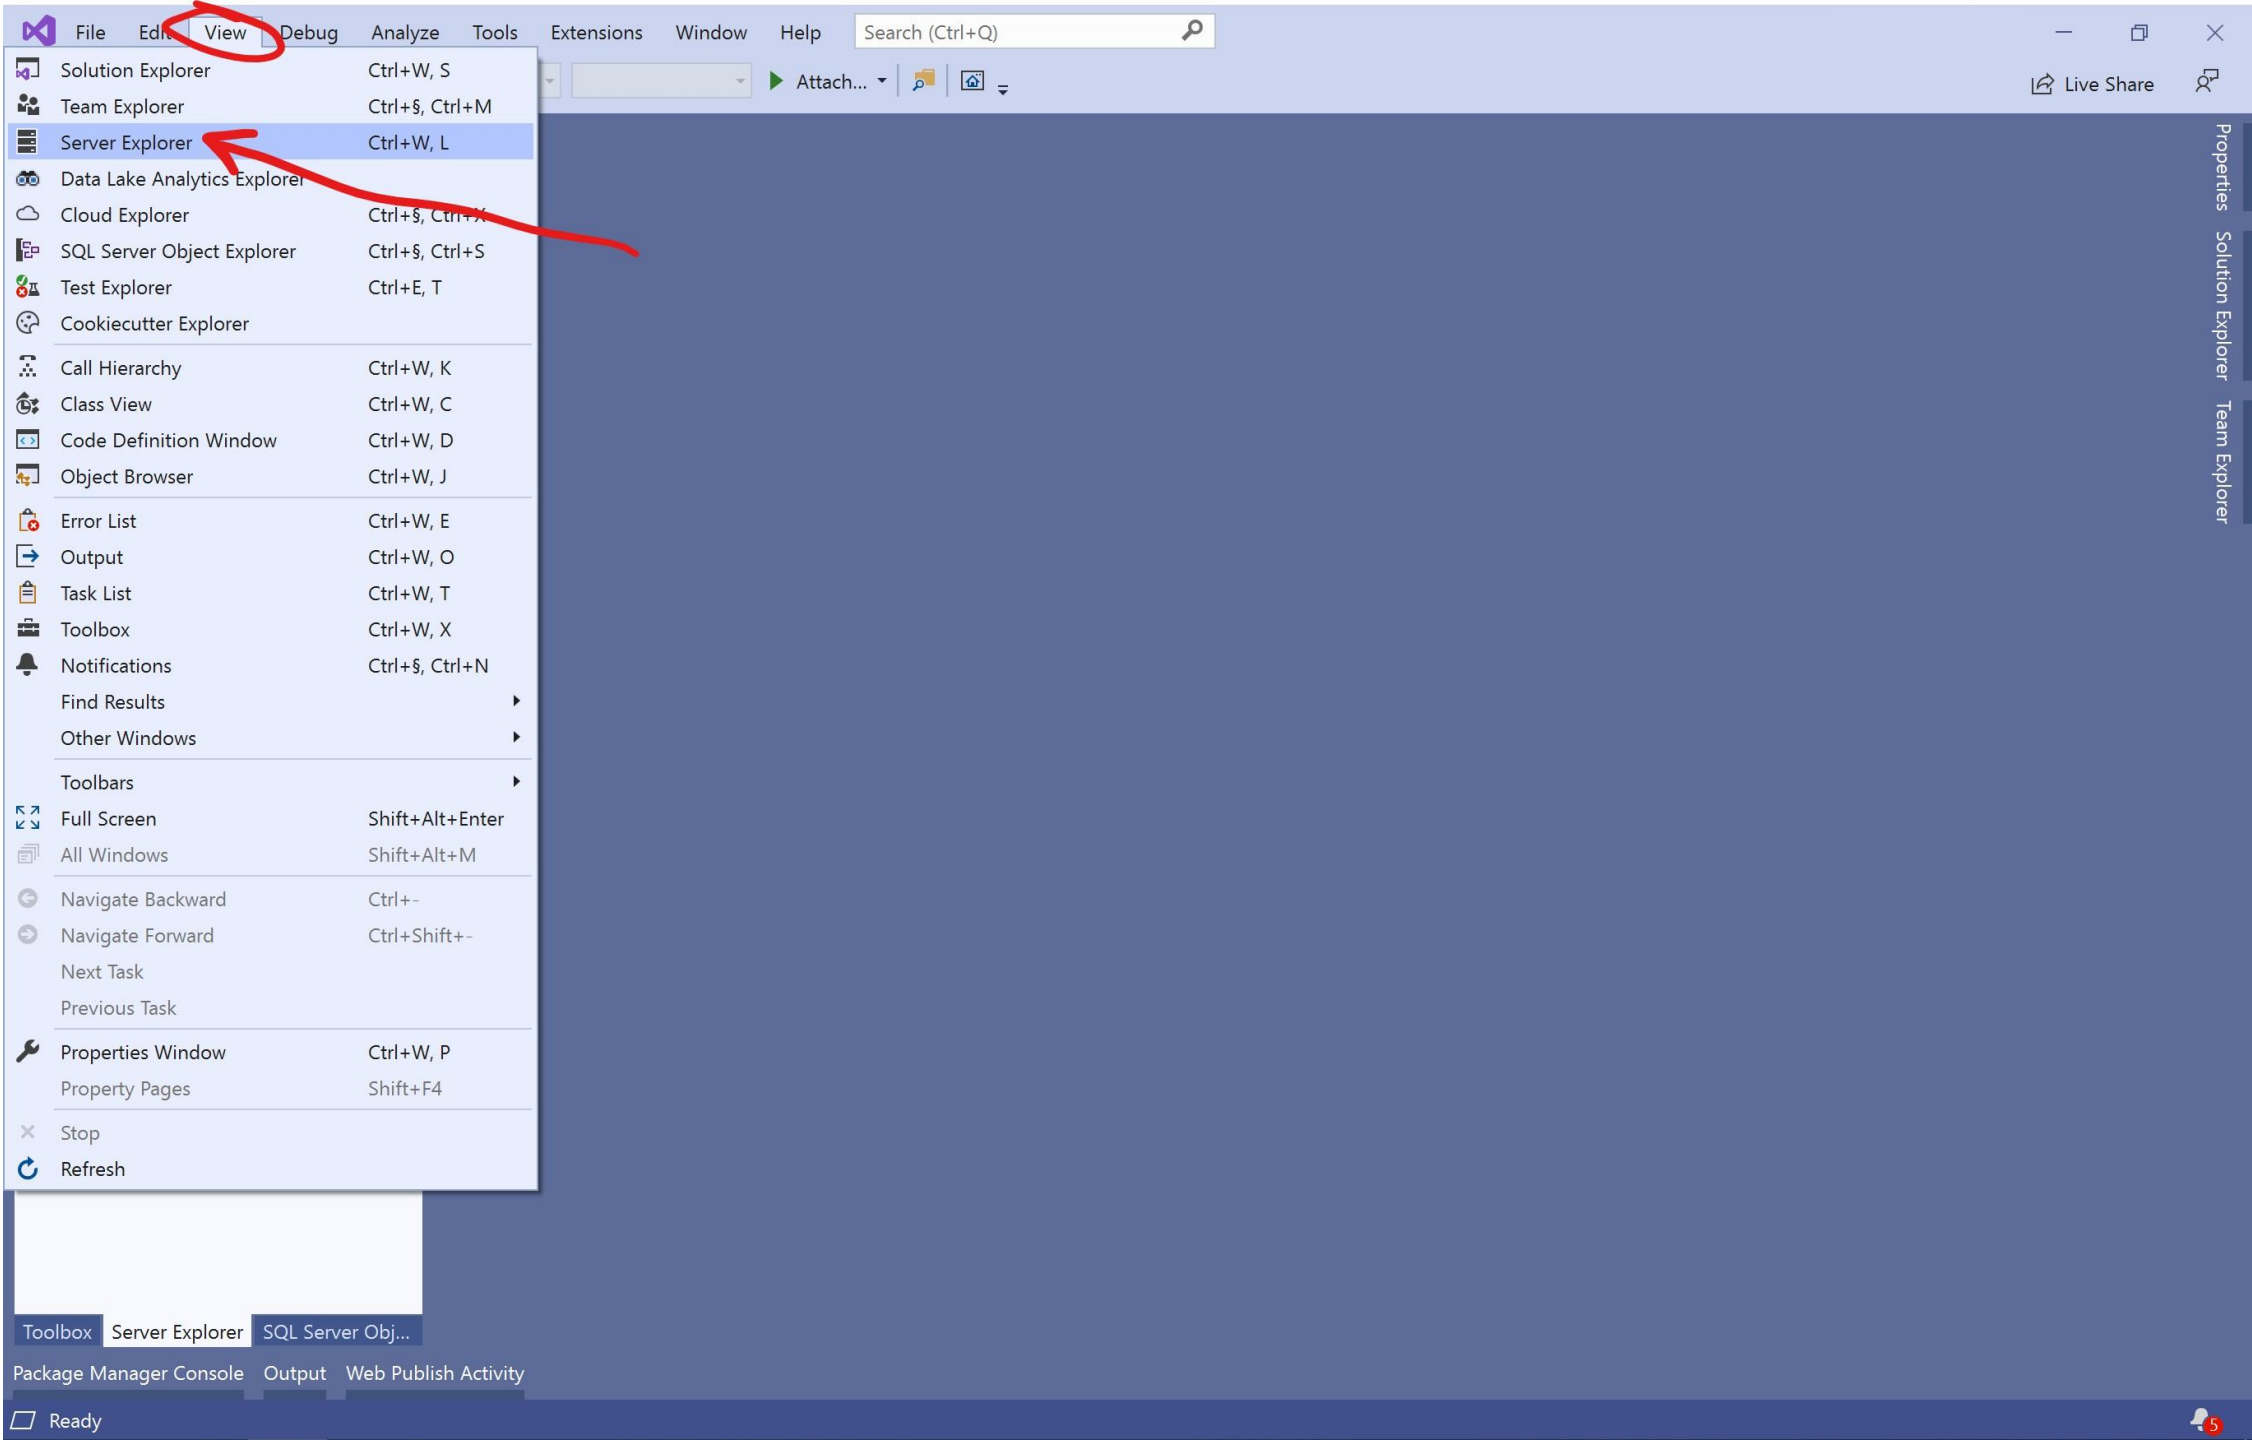 File Edit View Debug Analyze Tools Extensions Window Help Search (Ctrl+Q)
Attach...
Live Share
Solution Explorer Ctrl+W, S
Team Explorer Ctrl+§, Ctrl+M
Server Explorer Ctrl+W, L
Data Lake Analytics Explorer
Cloud Explorer Ctrl+§, Ctrl+X
SQL Server Object Explorer Ctrl+§, Ctrl+S
Test Explorer Ctrl+E, T
Cookiecutter Explorer
Call Hierarchy Ctrl+W, K
Class View Ctrl+W, C
Code Definition Window Ctrl+W, D
Object Browser Ctrl+W, J
Error List Ctrl+W, E
Output Ctrl+W, O
Task List Ctrl+W, T
Toolbox Ctrl+W, X
Notifications Ctrl+§, Ctrl+N
Find Results
Other Windows
Toolbars
Full Screen Shift+Alt+Enter
All Windows Shift+Alt+M
Navigate Backward Ctrl+-
Navigate Forward Ctrl+Shift+-
Next Task
Previous Task
Properties Window Ctrl+W, P
Property Pages Shift+F4
Stop
Refresh
Properties
Solution Explorer
Team Explorer
Toolbox Server Explorer SQL Server Obj...
Package Manager Console Output Web Publish Activity
Ready
5